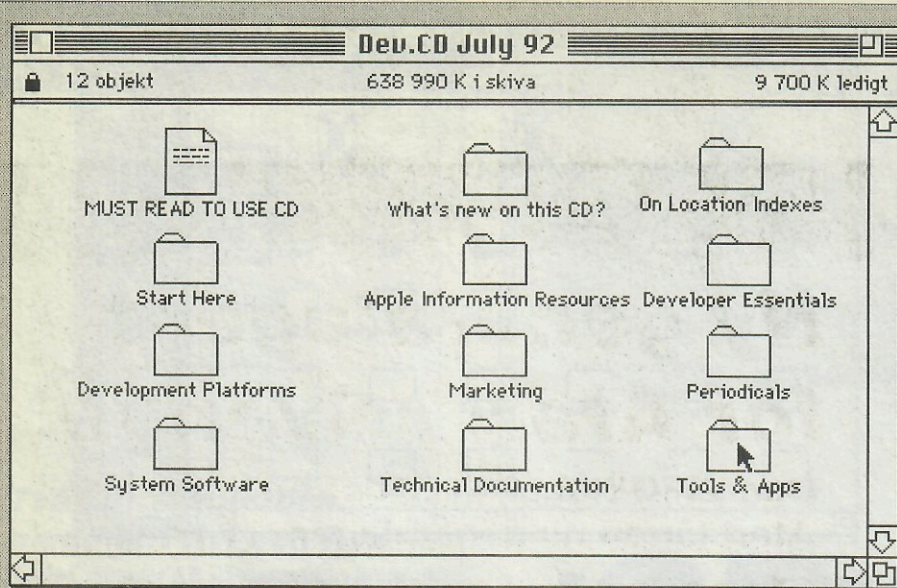 Dev.CD July 92
12 objekt 638 990 K i skiva 9 700 K ledigt
MUST READ TO USE CD What's new on this CD? On Location Indexes
Start Here Apple Information Resources Developer Essentials
Development Platforms Marketing Periodicals
System Software Technical Documentation Tools & Apps